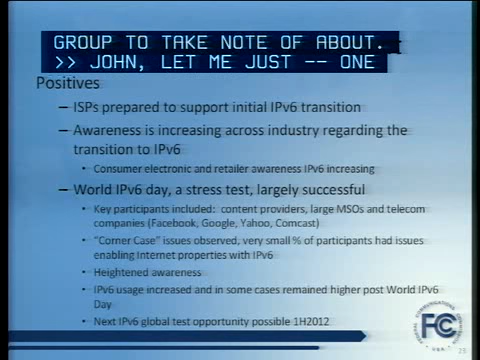 GROUP TO TAKE NOTE OF ABOUT.
>> JOHN, LET ME JUST -- ONE
Positives
– ISPs prepared to support initial IPv6 transition
– Awareness is increasing across industry regarding the
transition to IPv6
• Consumer electronic and retailer awareness IPv6 increasing
– World IPv6 day, a stress test, largely successful
• Key participants included: content providers, large MSOs and telecom
companies (Facebook, Google, Yahoo, Comcast)
• "Corner Case" issues observed, very small % of participants had issues
enabling Internet properties with IPv6
• Heightened awareness
• IPv6 usage increased and in some cases remained higher post World IPv6
Day
• Next IPv6 global test opportunity possible 1H2012
FEDERAL COMMUNICATIONS COMMISSION
FCC
USA